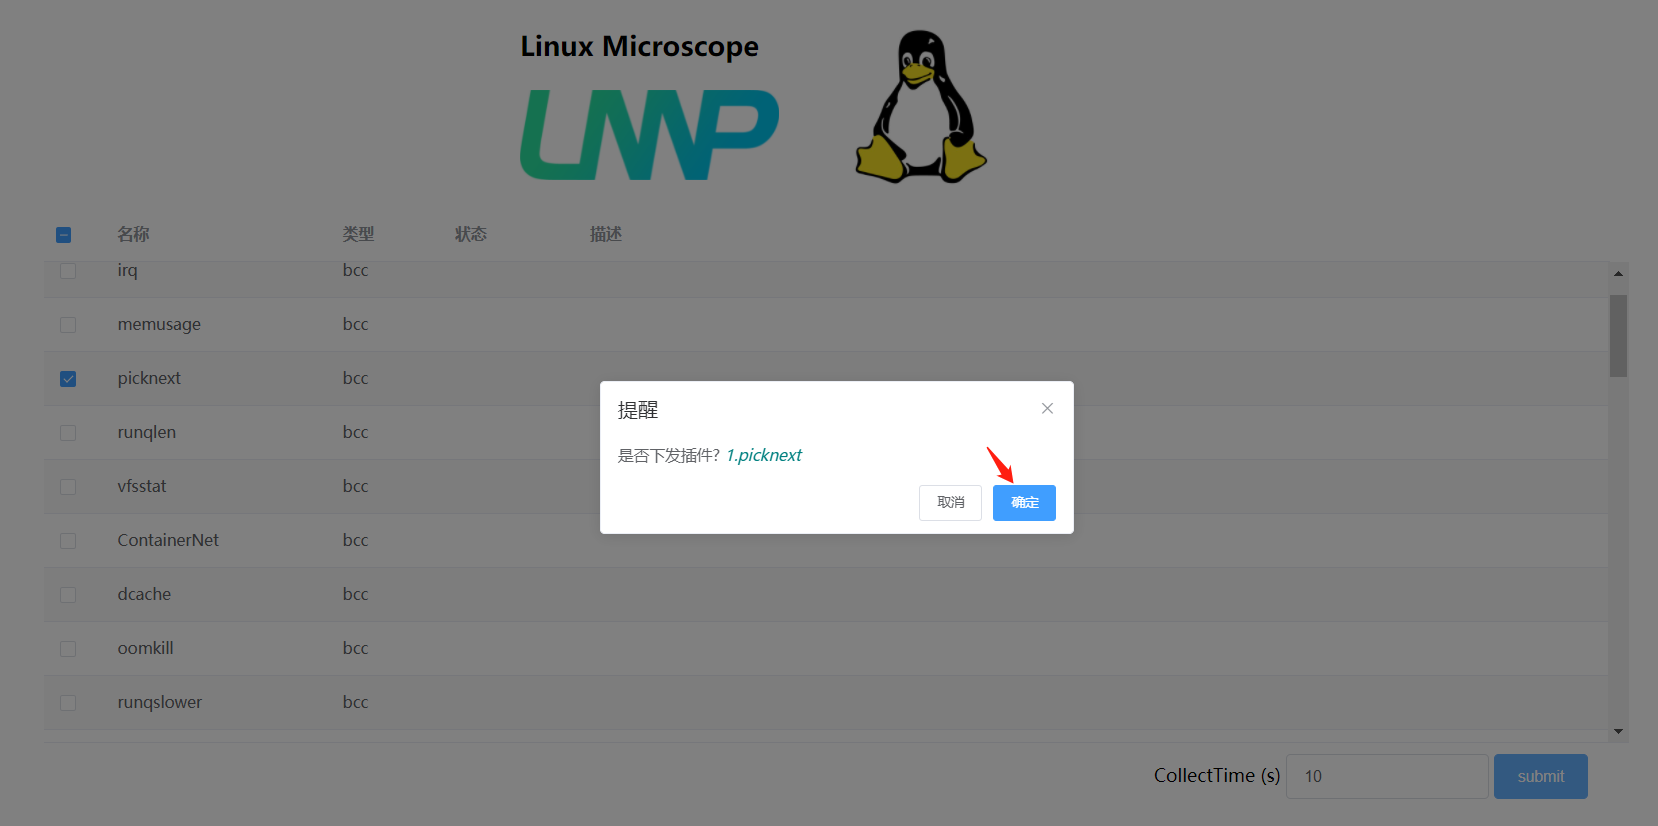 Linux Microscope
LMP
名称 类型 状态 描述
irq bcc
memusage bcc
picknext bcc
runqlen bcc
vfsstat bcc
ContainerNet bcc
dcache bcc
oomkill bcc
runqslower bcc
提醒
是否下发插件? 1.picknext
取消 确定
CollectTime (s) 10 submit